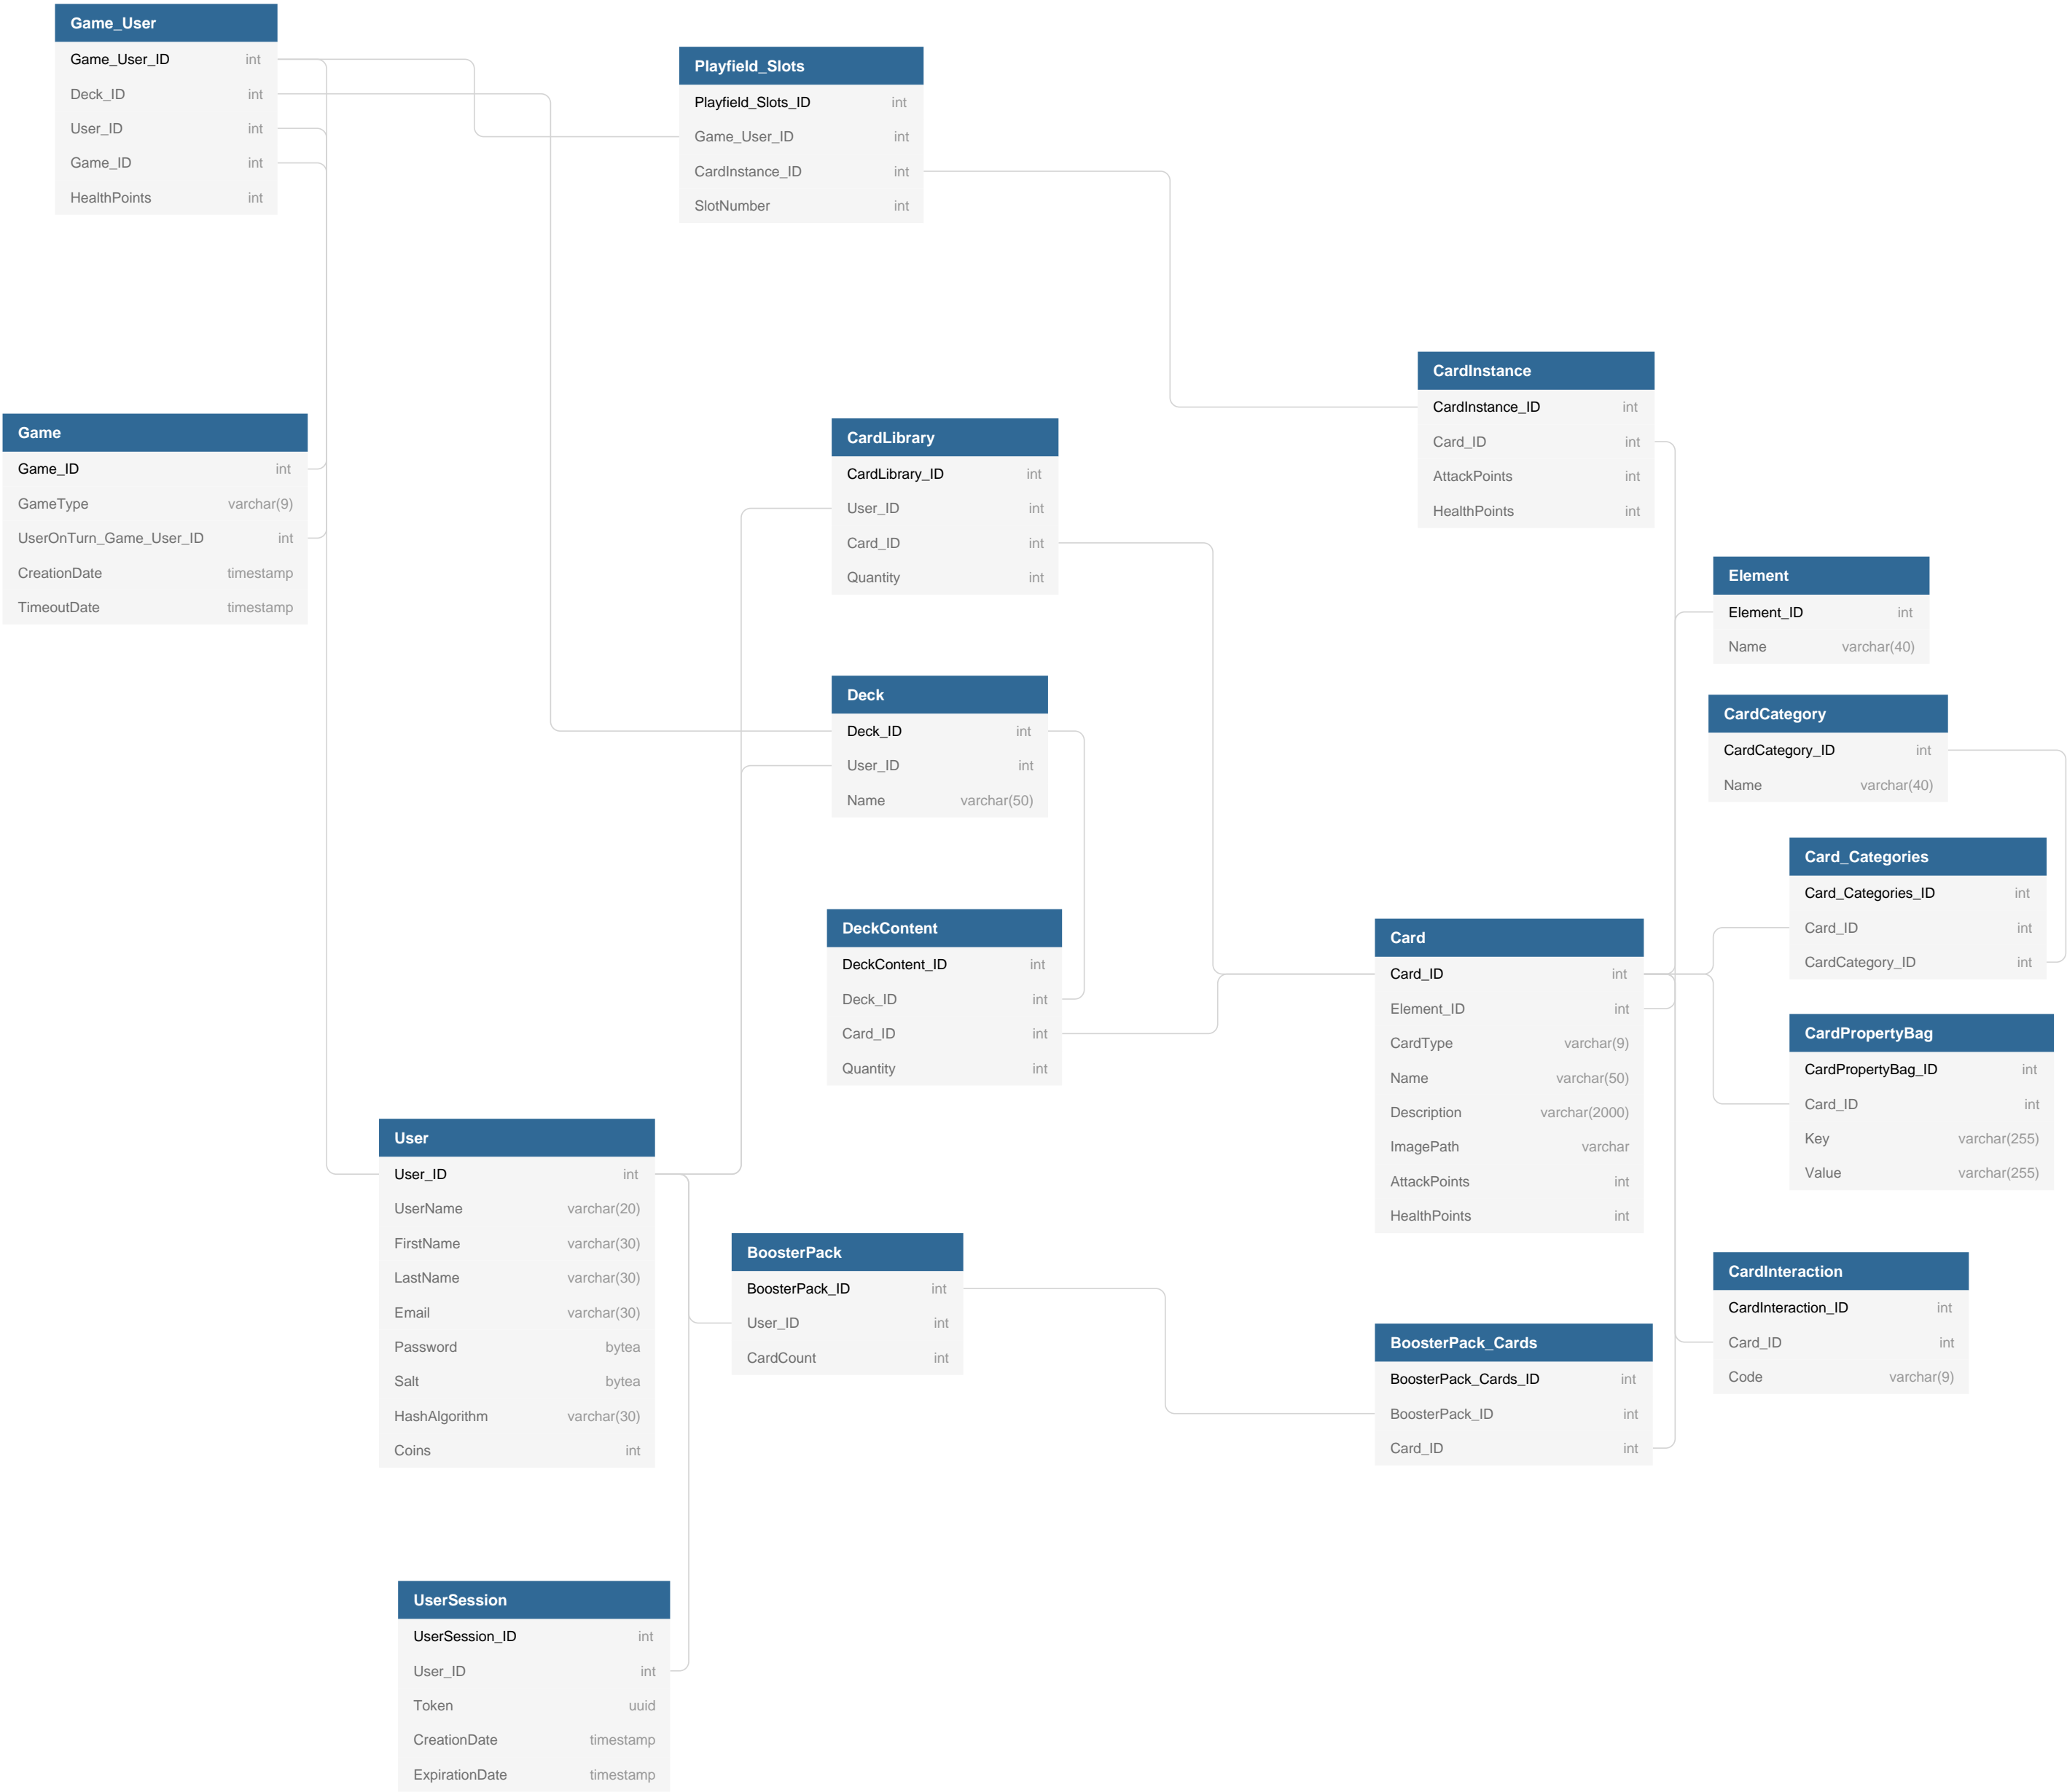 Game_User
Game_User_ID int
Deck_ID int
User_ID int
Game_ID int
HealthPoints int
Playfield_Slots
Playfield_Slots_ID int
Game_User_ID int
CardInstance_ID int
SlotNumber int
CardInstance
CardInstance_ID int
Card_ID int
AttackPoints int
HealthPoints int
Game
Game_ID int
GameType varchar(9)
UserOnTurn_Game_User_ID int
CreationDate timestamp
TimeoutDate timestamp
CardLibrary
CardLibrary_ID int
User_ID int
Card_ID int
Quantity int
Element
Element_ID int
Name varchar(40)
Deck
Deck_ID int
User_ID int
Name varchar(50)
CardCategory
CardCategory_ID int
Name varchar(40)
Card_Categories
Card_Categories_ID int
Card_ID int
CardCategory_ID int
DeckContent
DeckContent_ID int
Deck_ID int
Card_ID int
Quantity int
Card
Card_ID int
Element_ID int
CardType varchar(9)
Name varchar(50)
Description varchar(2000)
ImagePath varchar
AttackPoints int
HealthPoints int
CardPropertyBag
CardPropertyBag_ID int
Card_ID int
Key varchar(255)
Value varchar(255)
User
User_ID int
UserName varchar(20)
FirstName varchar(30)
LastName varchar(30)
Email varchar(30)
Password bytea
Salt bytea
HashAlgorithm varchar(30)
Coins int
BoosterPack
BoosterPack_ID int
User_ID int
CardCount int
CardInteraction
CardInteraction_ID int
Card_ID int
Code varchar(9)
BoosterPack_Cards
BoosterPack_Cards_ID int
BoosterPack_ID int
Card_ID int
UserSession
UserSession_ID int
User_ID int
Token uuid
CreationDate timestamp
ExpirationDate timestamp